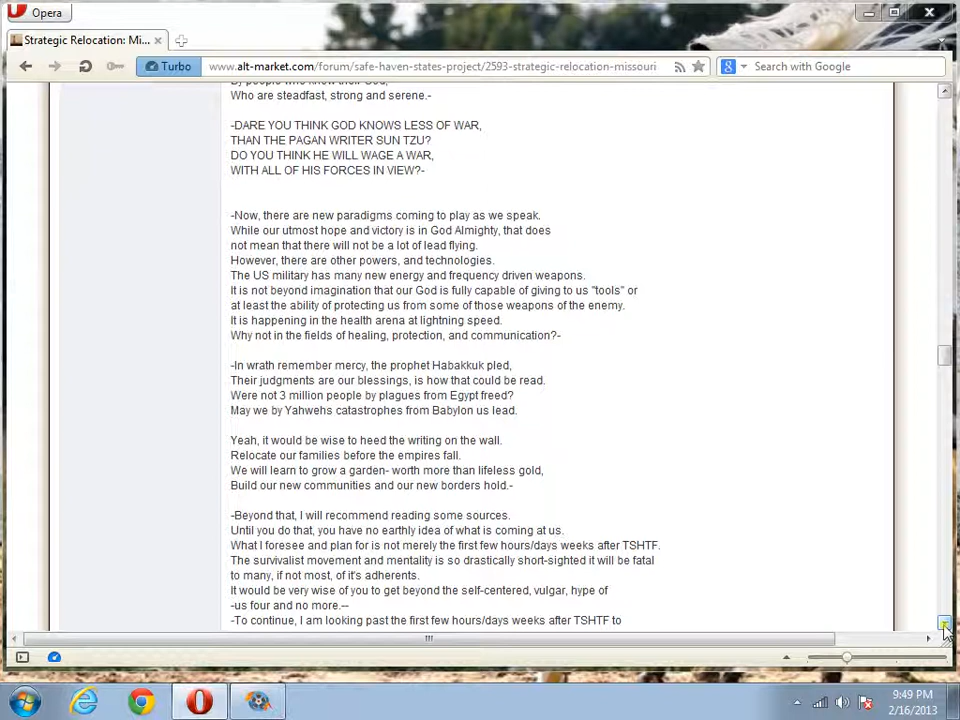 Opera
Strategic Relocation: Mi...
Turbo
www.alt-market.com/forum/safe-haven-states-project/2593-strategic-relocation-missouri
Search with Google
By people who know their God,
Who are steadfast, strong and serene.-
-DARE YOU THINK GOD KNOWS LESS OF WAR,
THAN THE PAGAN WRITER SUN TZU?
DO YOU THINK HE WILL WAGE A WAR,
WITH ALL OF HIS FORCES IN VIEW?-
-Now, there are new paradigms coming to play as we speak.
While our utmost hope and victory is in God Almighty, that does
not mean that there will not be a lot of lead flying.
However, there are other powers, and technologies.
The US military has many new energy and frequency driven weapons.
It is not beyond imagination that our God is fully capable of giving to us "tools" or
at least the ability of protecting us from some of those weapons of the enemy.
It is happening in the health arena at lightning speed.
Why not in the fields of healing, protection, and communication?-
-In wrath remember mercy, the prophet Habakkuk pled,
Their judgments are our blessings, is how that could be read.
Were not 3 million people by plagues from Egypt freed?
May we by Yahwehs catastrophes from Babylon us lead.
Yeah, it would be wise to heed the writing on the wall.
Relocate our families before the empires fall.
We will learn to grow a garden- worth more than lifeless gold,
Build our new communities and our new borders hold.-
-Beyond that, I will recommend reading some sources.
Until you do that, you have no earthly idea of what is coming at us.
What I foresee and plan for is not merely the first few hours/days weeks after TSHTF.
The survivalist movement and mentality is so drastically short-sighted it will be fatal
to many, if not most, of it's adherents.
It would be very wise of you to get beyond the self-centered, vulgar, hype of
-us four and no more.--
-To continue, I am looking past the first few hours/days weeks after TSHTF to
9:49 PM
2/16/2013